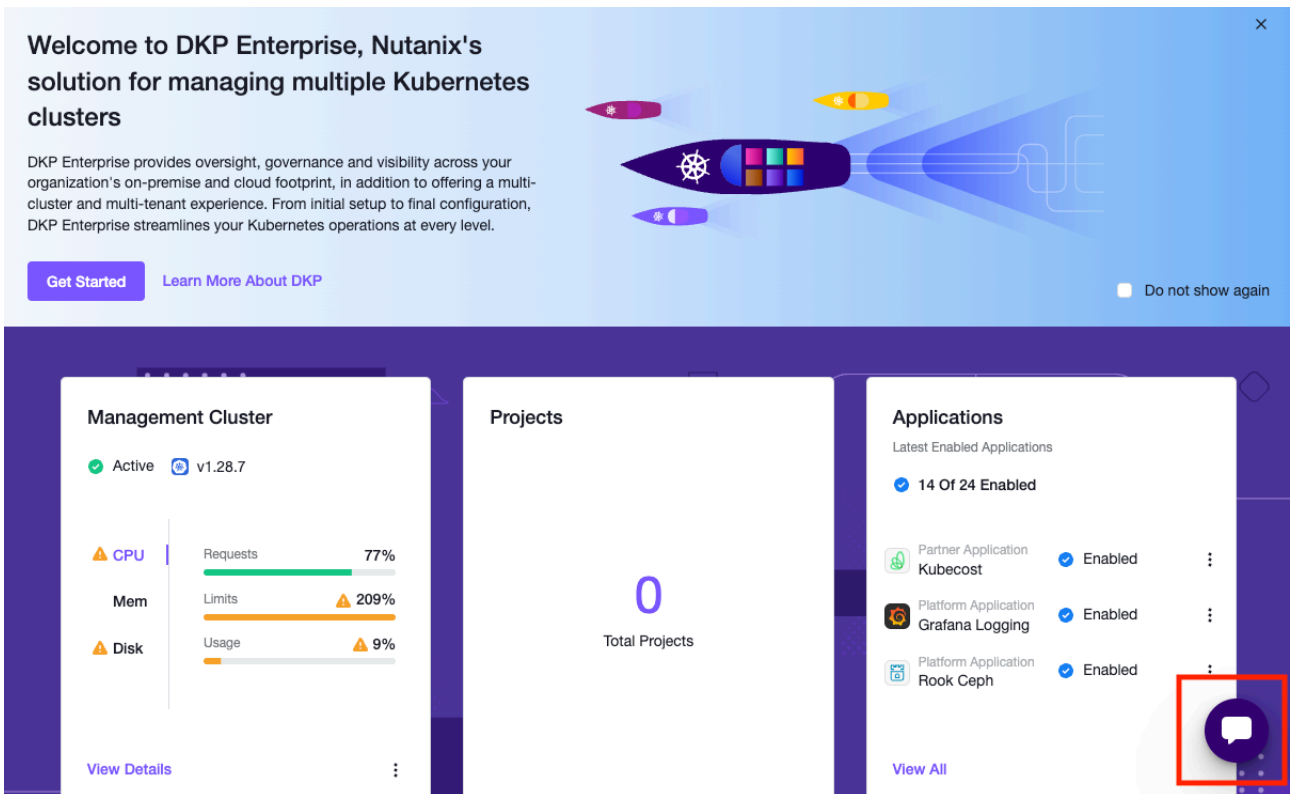 Welcome to DKP Enterprise, Nutanix's
solution for managing multiple Kubernetes
clusters
DKP Enterprise provides oversight, governance and visibility across your
organization's on-premise and cloud footprint, in addition to offering a multi-
cluster and multi-tenant experience. From initial setup to final configuration,
DKP Enterprise streamlines your Kubernetes operations at every level.
Get Started
Learn More About DKP
Do not show again
Management Cluster
Active
v1.28.7
CPU
Mem
Disk
Requests 77%
Limits 209%
Usage 9%
View Details
Projects
0
Total Projects
Applications
Latest Enabled Applications
14 Of 24 Enabled
Partner Application
Kubecost
Enabled
Platform Application
Grafana Logging
Enabled
Platform Application
Rook Ceph
Enabled
View All